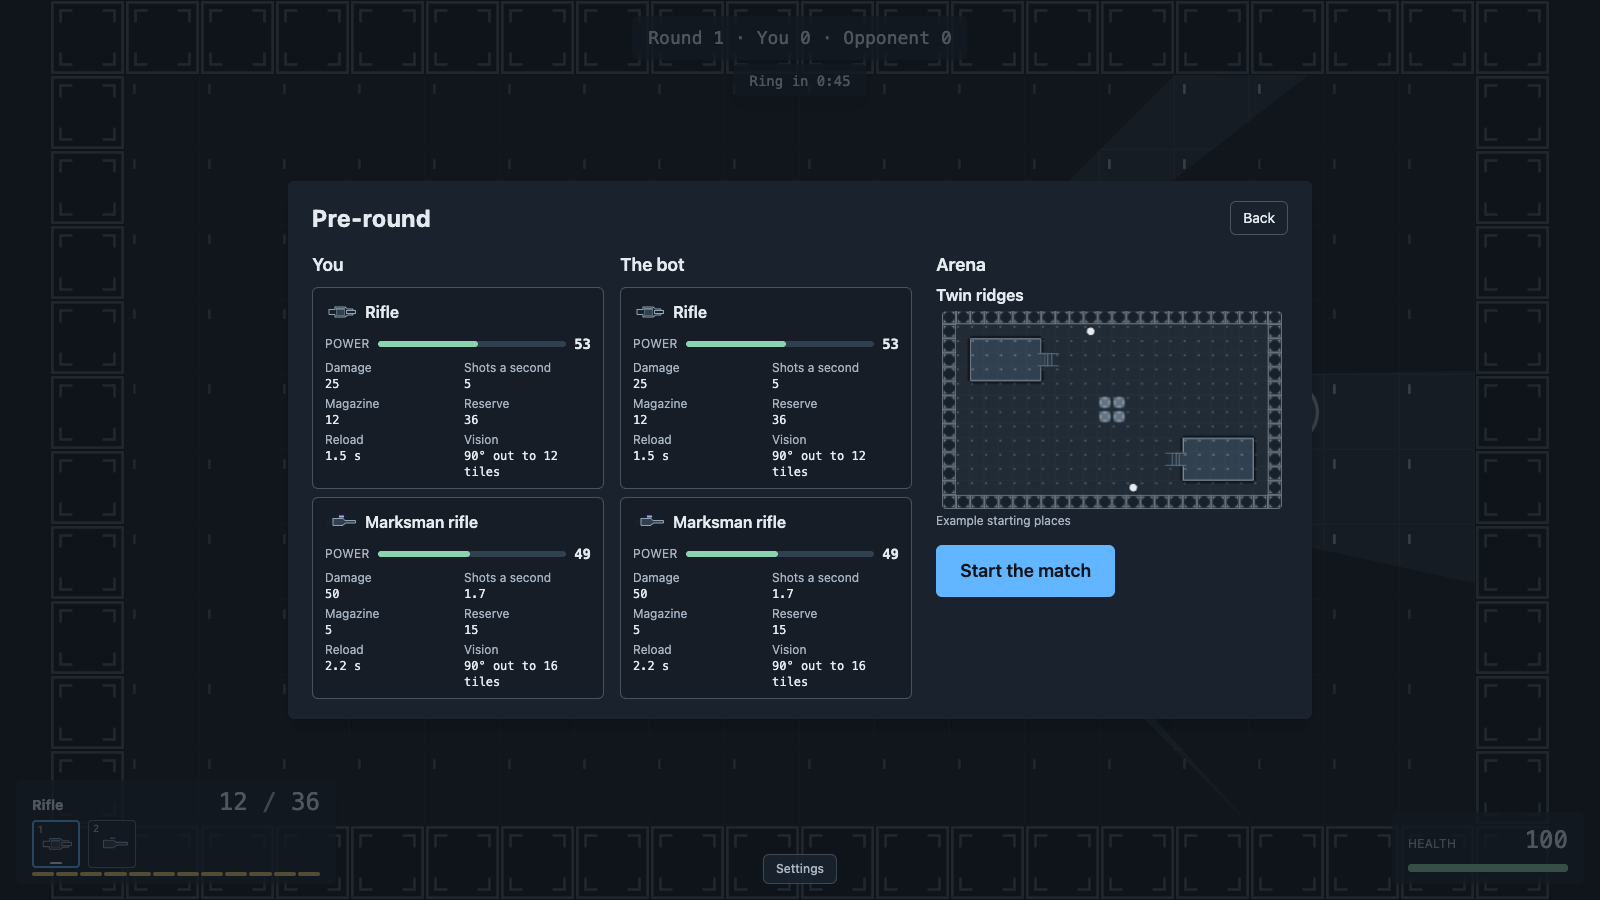 Round 1 · You 0 · Opponent 0
Ring in 0:45
Pre-round
Back
You
Rifle
POWER 53
Damage Shots a second
25 5
Magazine Reserve
12 36
Reload Vision
1.5 s 90° out to 12
tiles
Marksman rifle
POWER 49
Damage Shots a second
50 1.7
Magazine Reserve
5 15
Reload Vision
2.2 s 90° out to 16
tiles
The bot
Rifle
POWER 53
Damage Shots a second
25 5
Magazine Reserve
12 36
Reload Vision
1.5 s 90° out to 12
tiles
Marksman rifle
POWER 49
Damage Shots a second
50 1.7
Magazine Reserve
5 15
Reload Vision
2.2 s 90° out to 16
tiles
Arena
Twin ridges
Example starting places
Start the match
Rifle 12 / 36
1 2
Settings
HEALTH 100